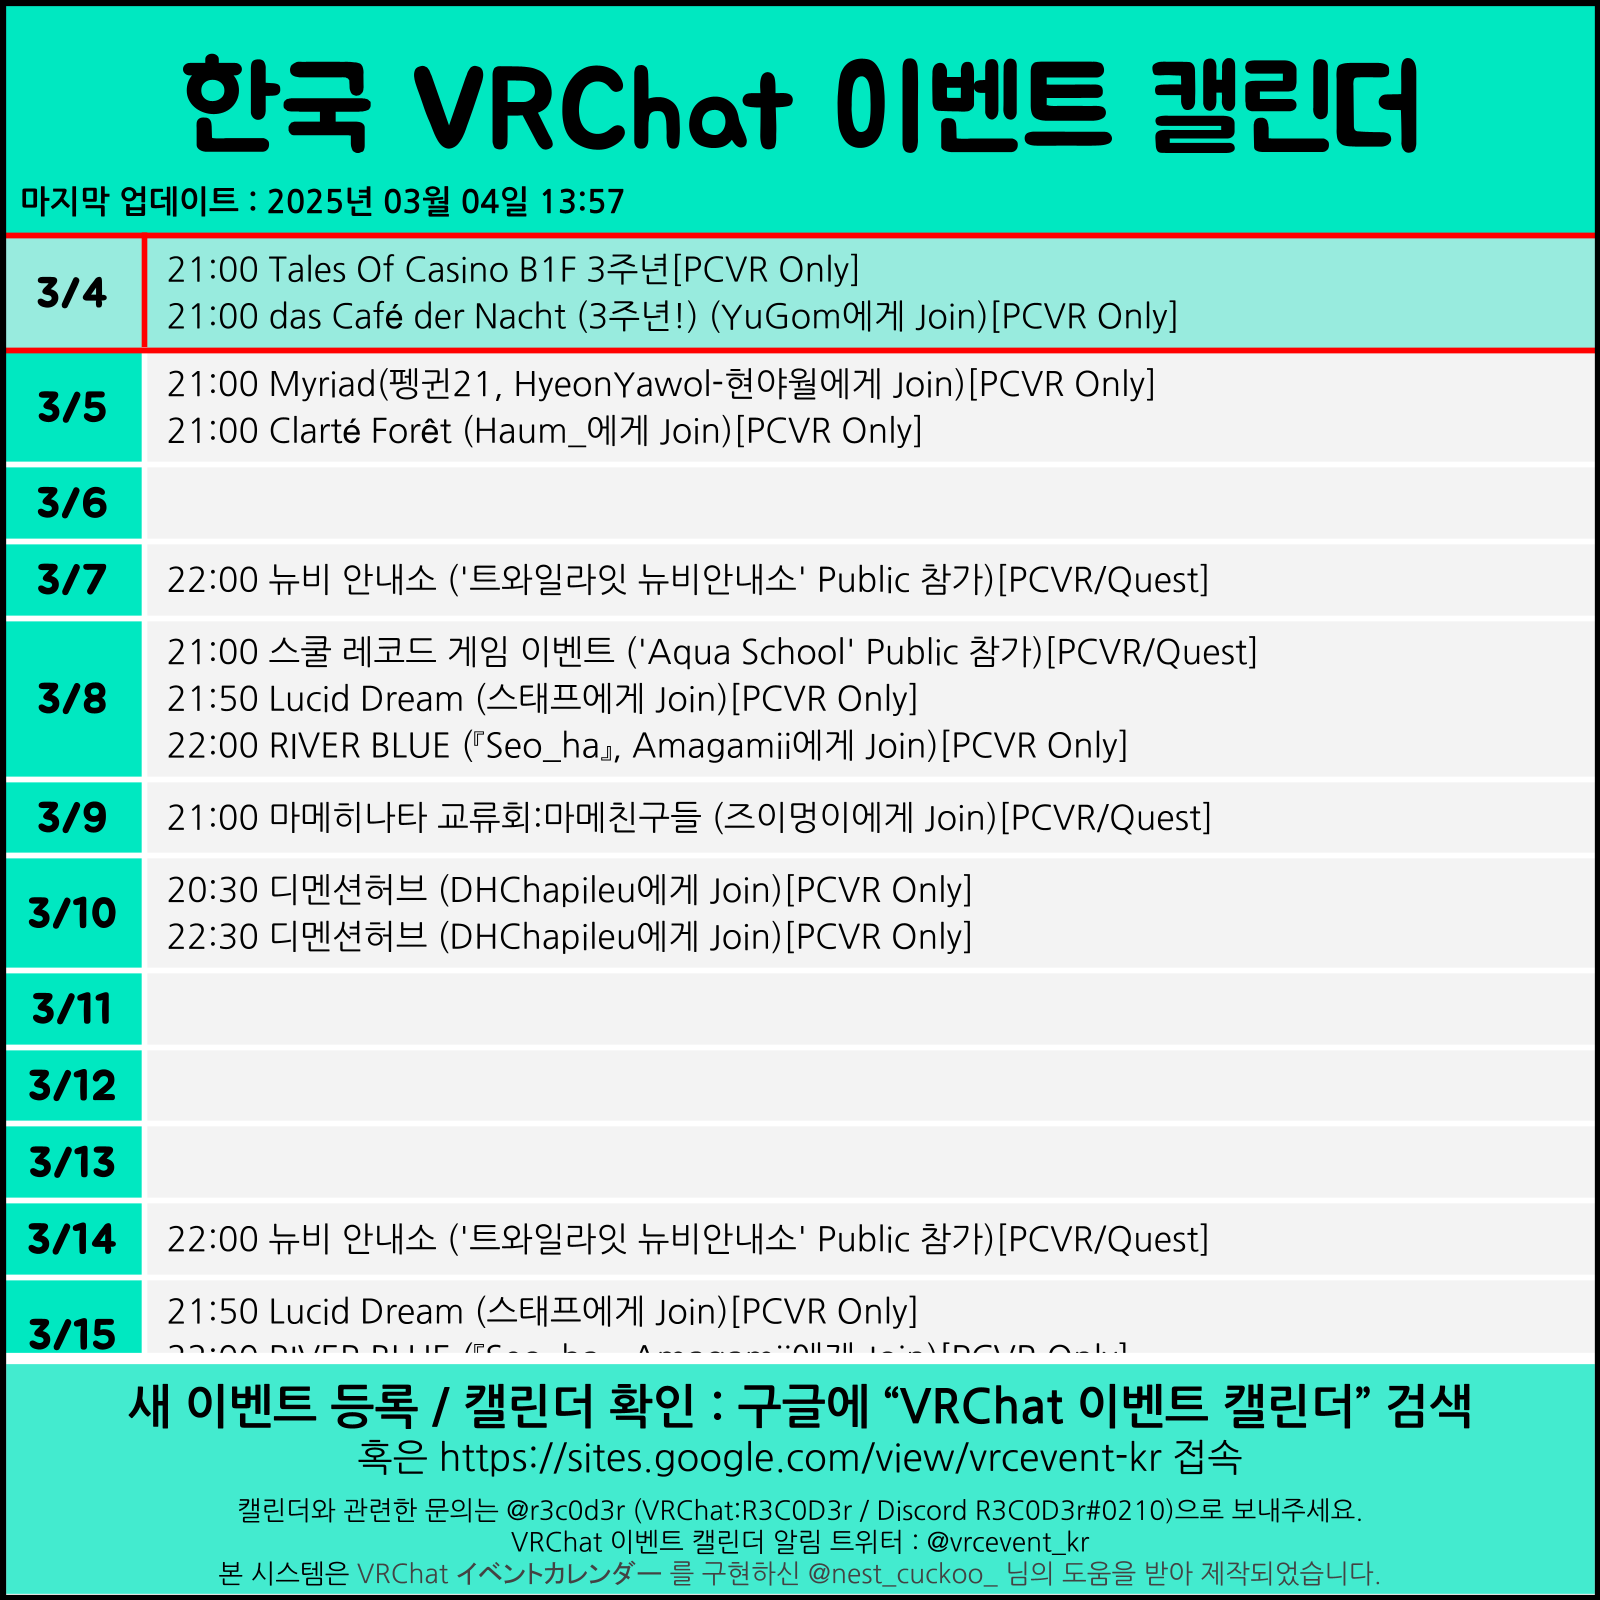 한국 VRChat 이벤트 캘린더
마지막 업데이트 : 2025년 03월 04일 13:57
3/4
21:00 Tales Of Casino B1F 3주년[PCVR Only]
21:00 das Café der Nacht (3주년!) (YuGom에게 Join)[PCVR Only]
3/5
21:00 Myriad(펭귄21, HyeonYawol-현야월에게 Join)[PCVR Only]
21:00 Clarté Forêt (Haum_에게 Join)[PCVR Only]
3/6
3/7
22:00 뉴비 안내소 ('트와일라잇 뉴비안내소' Public 참가)[PCVR/Quest]
3/8
21:00 스쿨 레코드 게임 이벤트 ('Aqua School' Public 참가)[PCVR/Quest]
21:50 Lucid Dream (스태프에게 Join)[PCVR Only]
22:00 RIVER BLUE (『Seo_ha』, Amagamii에게 Join)[PCVR Only]
3/9
21:00 마메히나타 교류회:마메친구들 (즈이멍이에게 Join)[PCVR/Quest]
3/10
20:30 디멘션허브 (DHChapileu에게 Join)[PCVR Only]
22:30 디멘션허브 (DHChapileu에게 Join)[PCVR Only]
3/11
3/12
3/13
3/14
22:00 뉴비 안내소 ('트와일라잇 뉴비안내소' Public 참가)[PCVR/Quest]
3/15
21:50 Lucid Dream (스태프에게 Join)[PCVR Only]
22:00 RIVER BLUE (『Seo_ha』, Amagamii에게 Join)[PCVR Only]
새 이벤트 등록 / 캘린더 확인 : 구글에 “VRChat 이벤트 캘린더” 검색
혹은 https://sites.google.com/view/vrcevent-kr 접속
캘린더와 관련한 문의는 @r3c0d3r (VRChat:R3C0D3r / Discord R3C0D3r#0210)으로 보내주세요.
VRChat 이벤트 캘린더 알림 트위터 : @vrcevent_kr
본 시스템은 VRChat イベントカレンダー 를 구현하신 @nest_cuckoo_ 님의 도움을 받아 제작되었습니다.